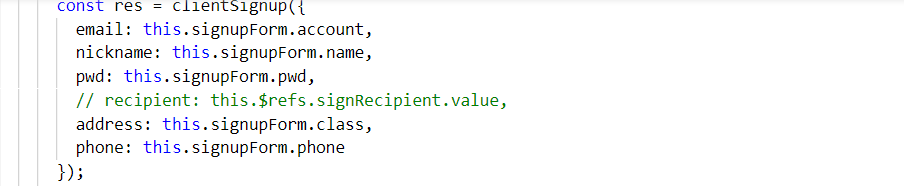 const res = clientSignup({
email: this.signupForm.account,
nickname: this.signupForm.name,
pwd: this.signupForm.pwd,
// recipient: this.$refs.signRecipient.value,
address: this.signupForm.class,
phone: this.signupForm.phone
});